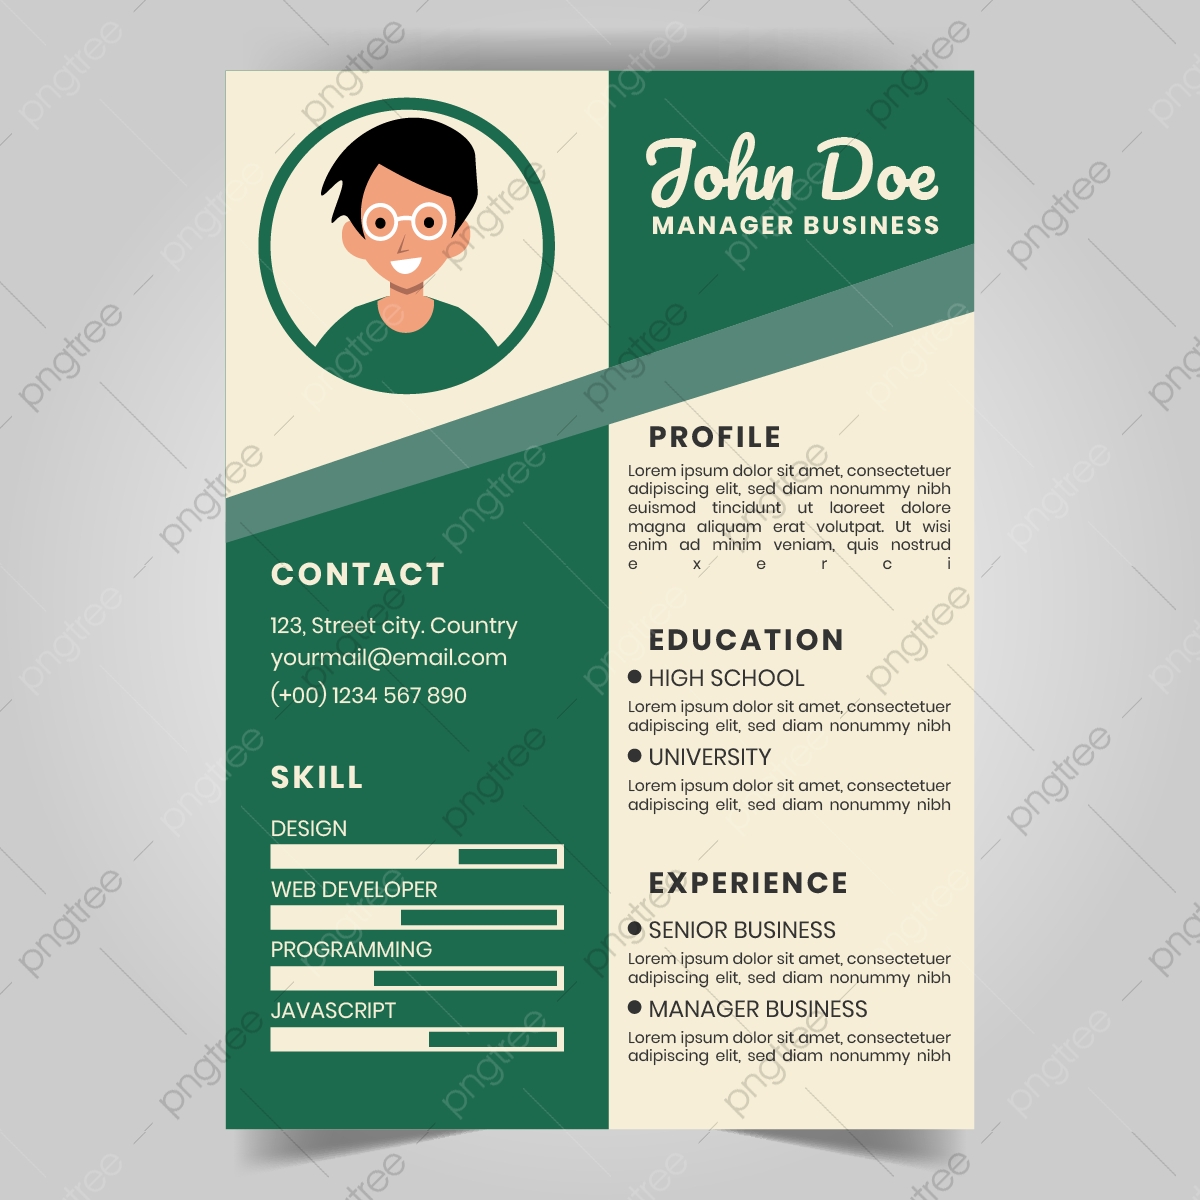 John Doe
MANAGER BUSINESS
CONTACT
123, Street city. Country
yourmail@email.com
(+00) 1234 567 890
SKILL
DESIGN
WEB DEVELOPER
PROGRAMMING
JAVASCRIPT
PROFILE
Lorem ipsum dolor sit amet, consectetuer
adipiscing elit, sed diam nonummy nibh
euismod tincidunt ut laoreet dolore
magna aliquam erat volutpat. Ut wisi
enim ad minim veniam, quis nostrud
e x e r c i
EDUCATION
HIGH SCHOOL
Lorem ipsum dolor sit amet, consectetuer
adipiscing elit, sed diam nonummy nibh
UNIVERSITY
Lorem ipsum dolor sit amet, consectetuer
adipiscing elit, sed diam nonummy nibh
EXPERIENCE
SENIOR BUSINESS
Lorem ipsum dolor sit amet, consectetuer
adipiscing elit, sed diam nonummy nibh
MANAGER BUSINESS
Lorem ipsum dolor sit amet, consectetuer
adipiscing elit, sed diam nonummy nibh
pngtree